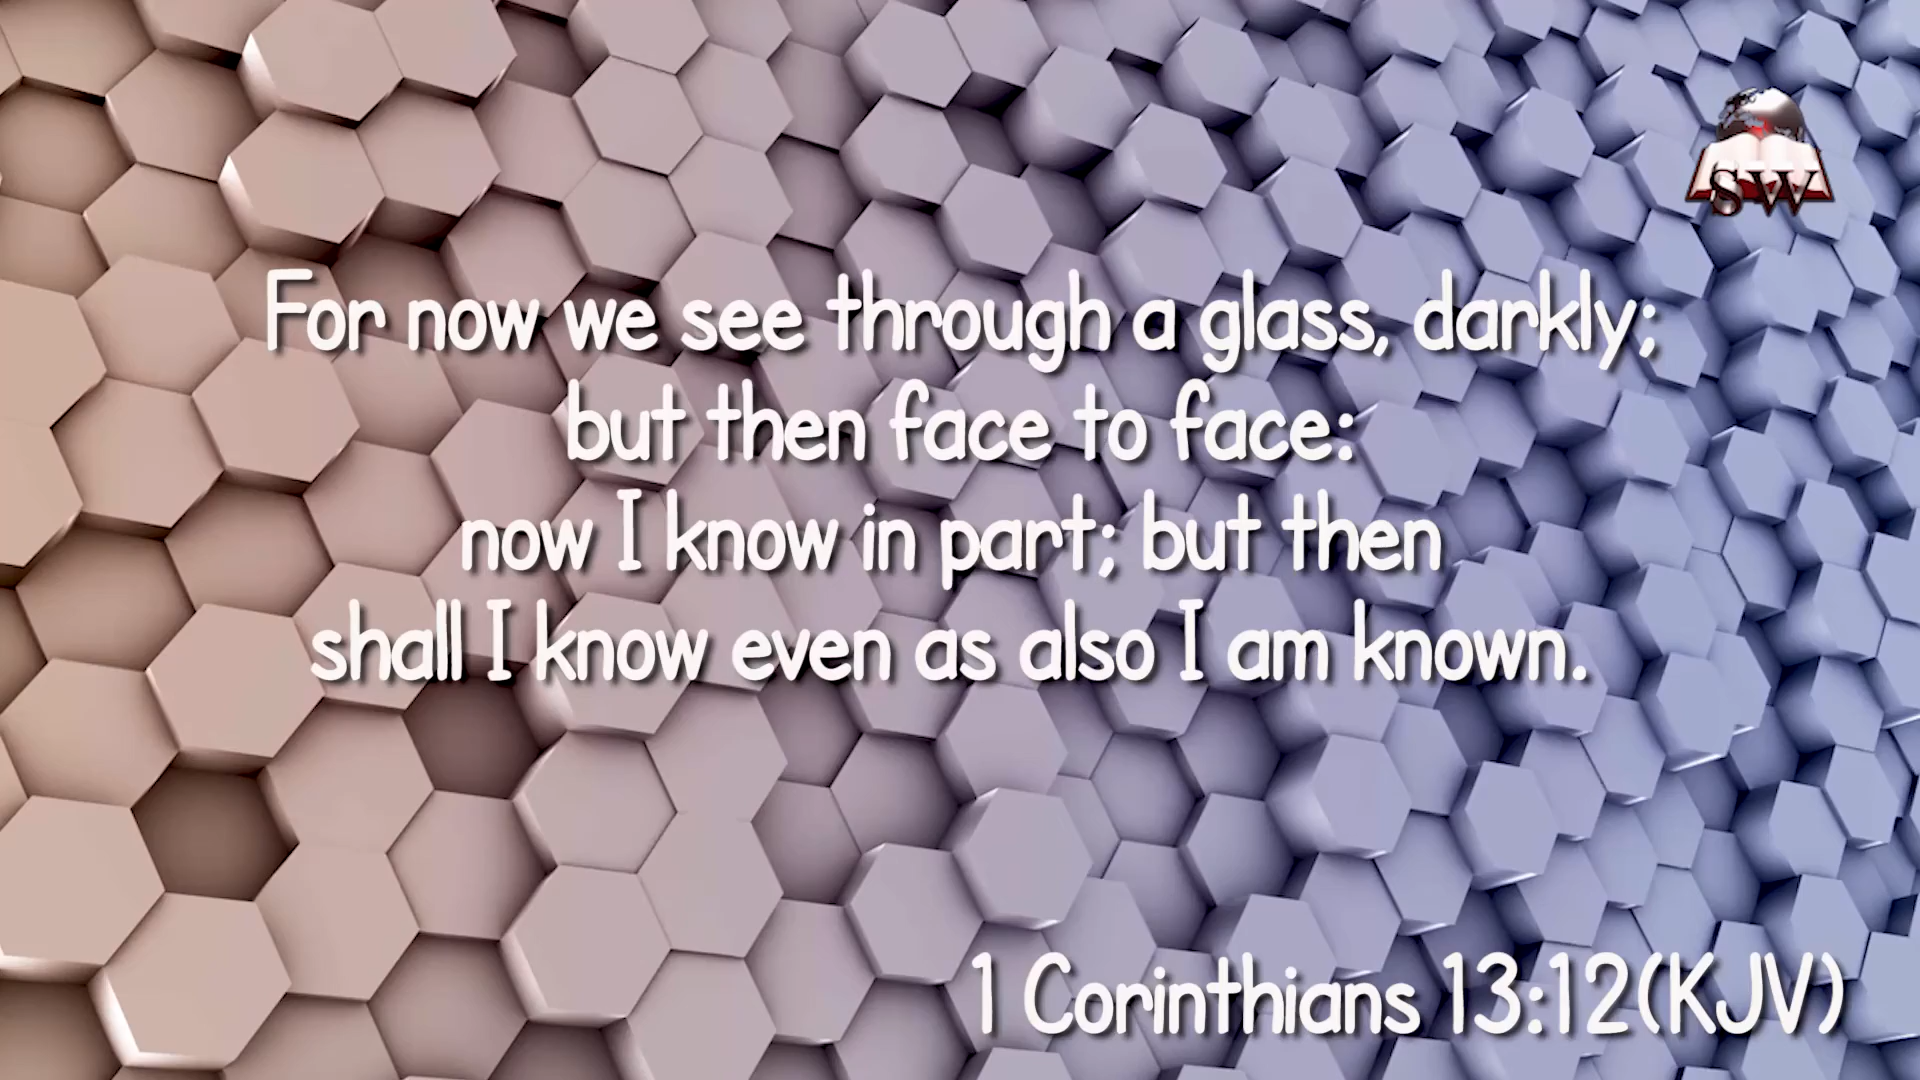 SW
For now we see through a glass, darkly;
but then face to face:
now I know in part; but then
shall I know even as also I am known.
1 Corinthians 13:12(KJV)